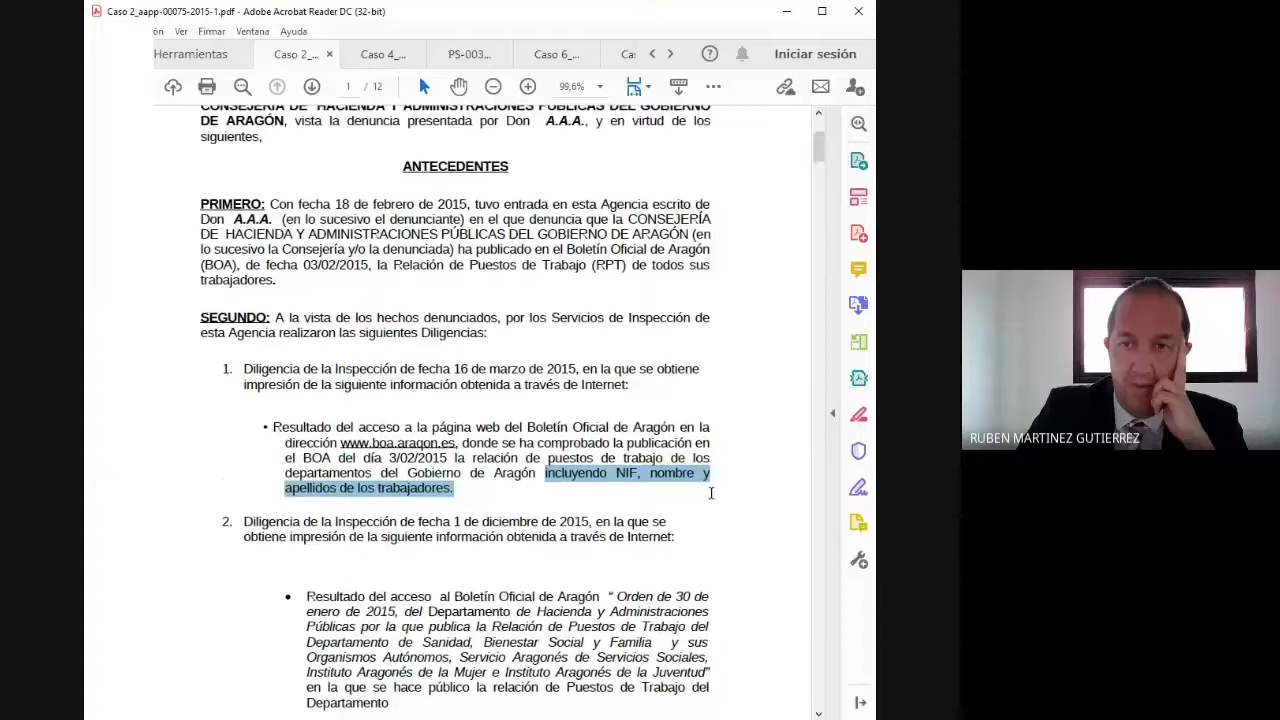 Caso 2_aapp-00075-2015-1.pdf - Adobe Acrobat Reader DC (32-bit)
ón Ver Firmar Ventana Ayuda
Herramientas Caso 2_... × Caso 4_... PS-003... Caso 6_... Ca: Iniciar sesión
1 / 12 99,6%
CONSEJERÍA DE HACIENDA Y ADMINISTRACIONES PÚBLICAS DEL GOBIERNO
DE ARAGÓN, vista la denuncia presentada por Don A.A.A., y en virtud de los
siguientes,
ANTECEDENTES
PRIMERO: Con fecha 18 de febrero de 2015, tuvo entrada en esta Agencia escrito de
Don A.A.A. (en lo sucesivo el denunciante) en el que denuncia que la CONSEJERÍA
DE HACIENDA Y ADMINISTRACIONES PÚBLICAS DEL GOBIERNO DE ARAGÓN (en
lo sucesivo la Consejería y/o la denunciada) ha publicado en el Boletín Oficial de Aragón
(BOA), de fecha 03/02/2015, la Relación de Puestos de Trabajo (RPT) de todos sus
trabajadores.
SEGUNDO: A la vista de los hechos denunciados, por los Servicios de Inspección de
esta Agencia realizaron las siguientes Diligencias:
1. Diligencia de la Inspección de fecha 16 de marzo de 2015, en la que se obtiene
impresión de la siguiente información obtenida a través de Internet:
• Resultado del acceso a la página web del Boletín Oficial de Aragón en la
dirección www.boa.aragon.es, donde se ha comprobado la publicación en
el BOA del día 3/02/2015 la relación de puestos de trabajo de los
departamentos del Gobierno de Aragón incluyendo NIF, nombre y
apellidos de los trabajadores.
2. Diligencia de la Inspección de fecha 1 de diciembre de 2015, en la que se
obtiene impresión de la siguiente información obtenida a través de Internet:
• Resultado del acceso al Boletín Oficial de Aragón “ Orden de 30 de
enero de 2015, del Departamento de Hacienda y Administraciones
Públicas por la que publica la Relación de Puestos de Trabajo del
Departamento de Sanidad, Bienestar Social y Familia y sus
Organismos Autónomos, Servicio Aragonés de Servicios Sociales,
Instituto Aragonés de la Mujer e Instituto Aragonés de la Juventud”
en la que se hace público la relación de Puestos de Trabajo del
Departamento
RUBEN MARTINEZ GUTIERREZ